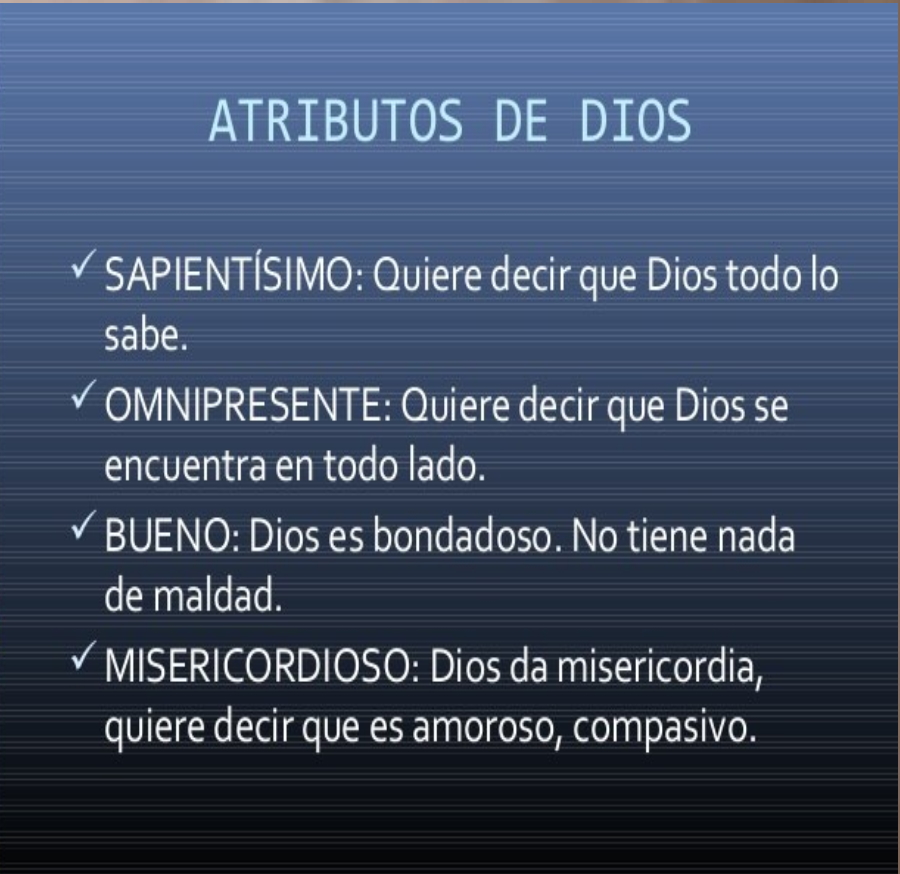 ATRIBUTOS DE DIOS
✓ SAPIENTÍSIMO: Quiere decir que Dios todo lo
sabe.
✓ OMNIPRESENTE: Quiere decir que Dios se
encuentra en todo lado.
✓ BUENO: Dios es bondadoso. No tiene nada
de maldad.
✓ MISERICORDIOSO: Dios da misericordia,
quiere decir que es amoroso, compasivo.